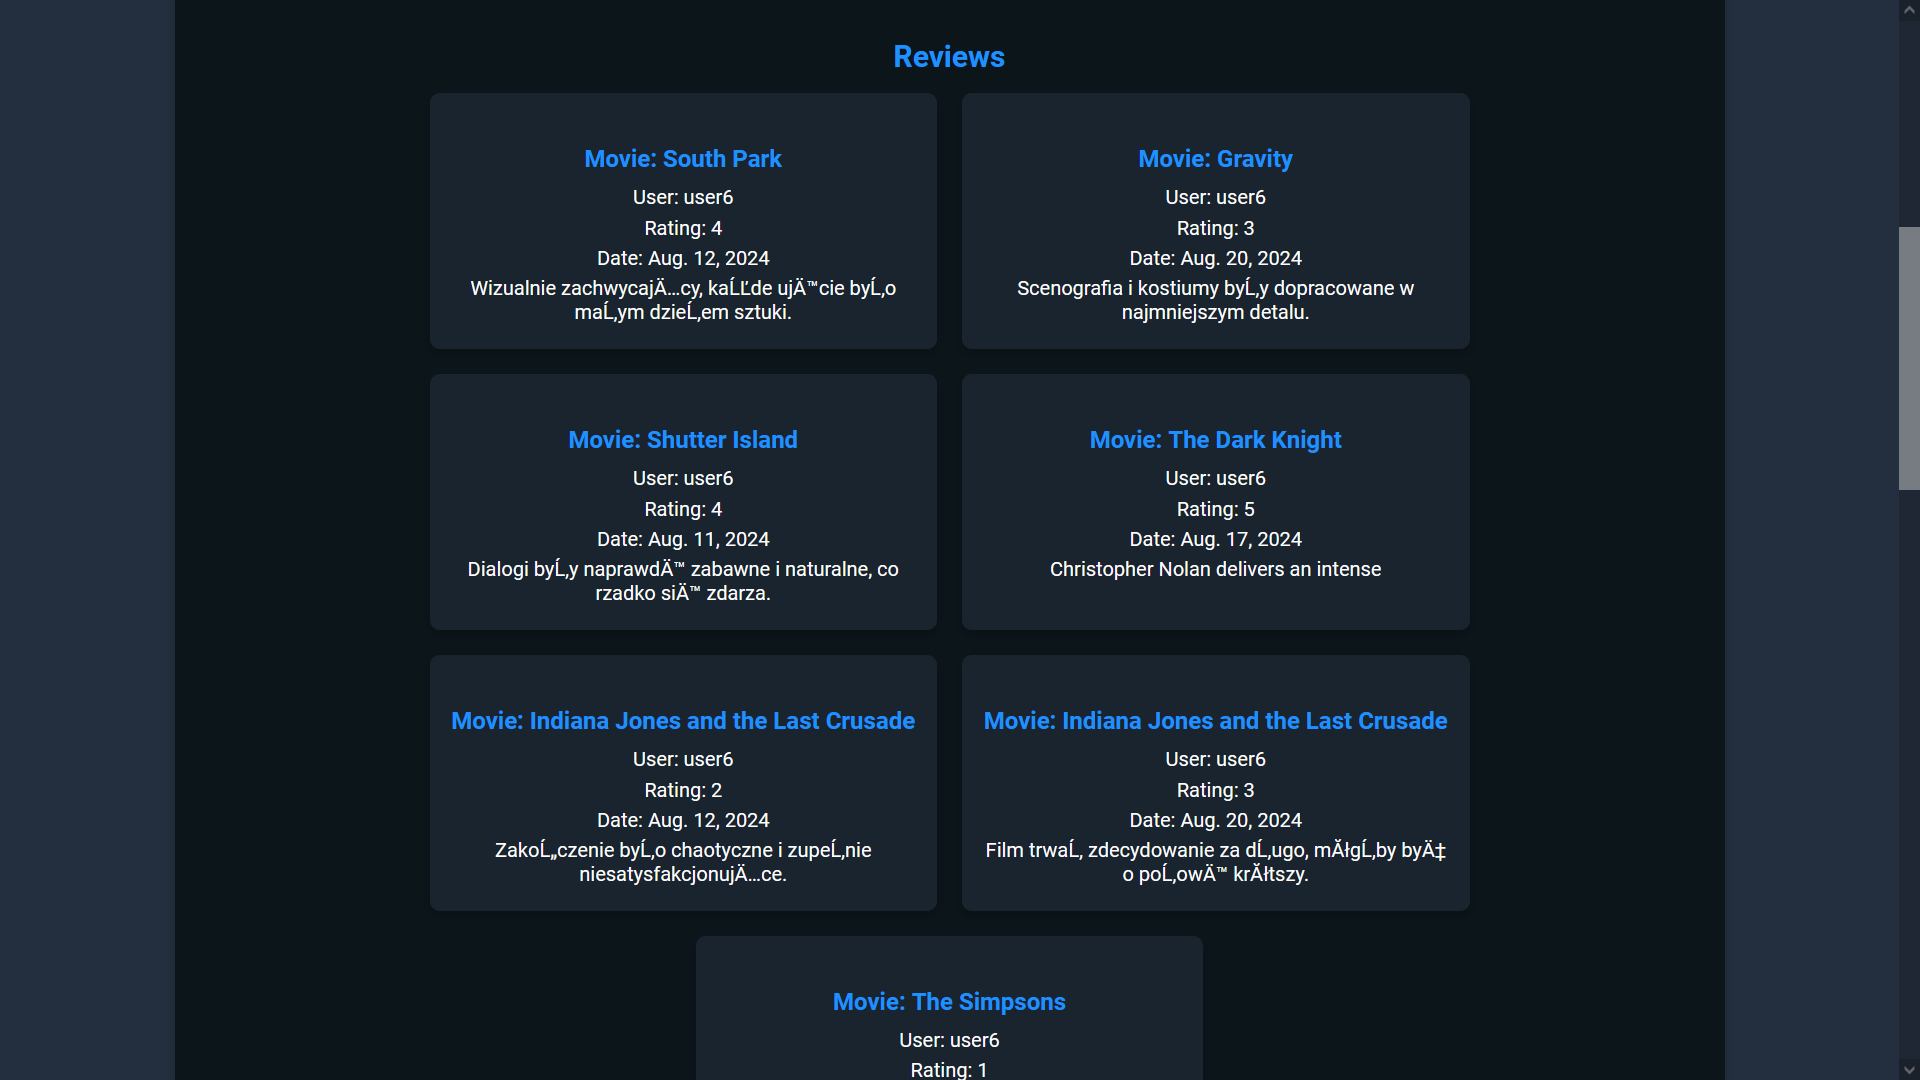 Reviews
Movie: South Park
User: user6
Rating: 4
Date: Aug. 12, 2024
Wizualnie zachwycajÄ…cy, kaĹĽde ujÄ™cie byĹ‚o
maĹ‚ym dzieĹ‚em sztuki.
Movie: Gravity
User: user6
Rating: 3
Date: Aug. 20, 2024
Scenografia i kostiumy byĹ‚y dopracowane w
najmniejszym detalu.
Movie: Shutter Island
User: user6
Rating: 4
Date: Aug. 11, 2024
Dialogi byĹ‚y naprawdÄ™ zabawne i naturalne, co
rzadko siÄ™ zdarza.
Movie: The Dark Knight
User: user6
Rating: 5
Date: Aug. 17, 2024
Christopher Nolan delivers an intense
Movie: Indiana Jones and the Last Crusade
User: user6
Rating: 2
Date: Aug. 12, 2024
ZakoĹ„czenie byĹ‚o chaotyczne i zupeĹ‚nie
niesatysfakcjonujÄ…ce.
Movie: Indiana Jones and the Last Crusade
User: user6
Rating: 3
Date: Aug. 20, 2024
Film trwaĹ‚ zdecydowanie za dĹ‚ugo, mĂłgĹ‚by byÄ‡
o poĹ‚owÄ™ krĂłtszy.
Movie: The Simpsons
User: user6
Rating: 1